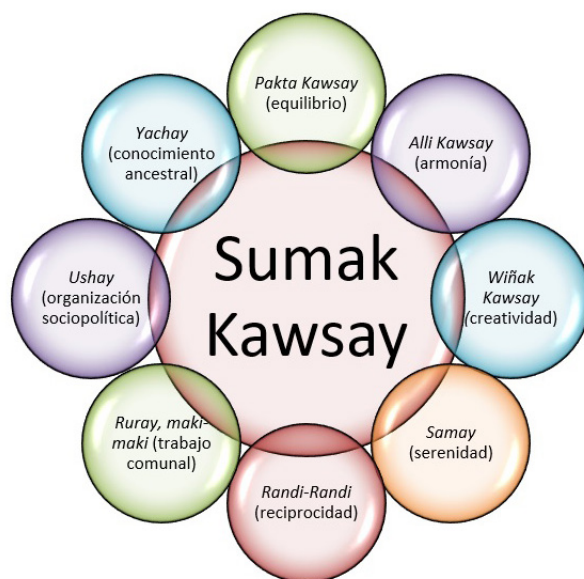 Pakta Kawsay
(equilibrio)
Alli Kawsay
(armonía)
Wiñak
Kawsay
(creatividad)
Samay
(serenidad)
Randi-Randi
(reciprocidad)
Ruray, maki-
maki (trabajo
comunal)
Ushay
(organización
sociopolítica)
Yachay
(conocimiento
ancestral)
Sumak
Kawsay